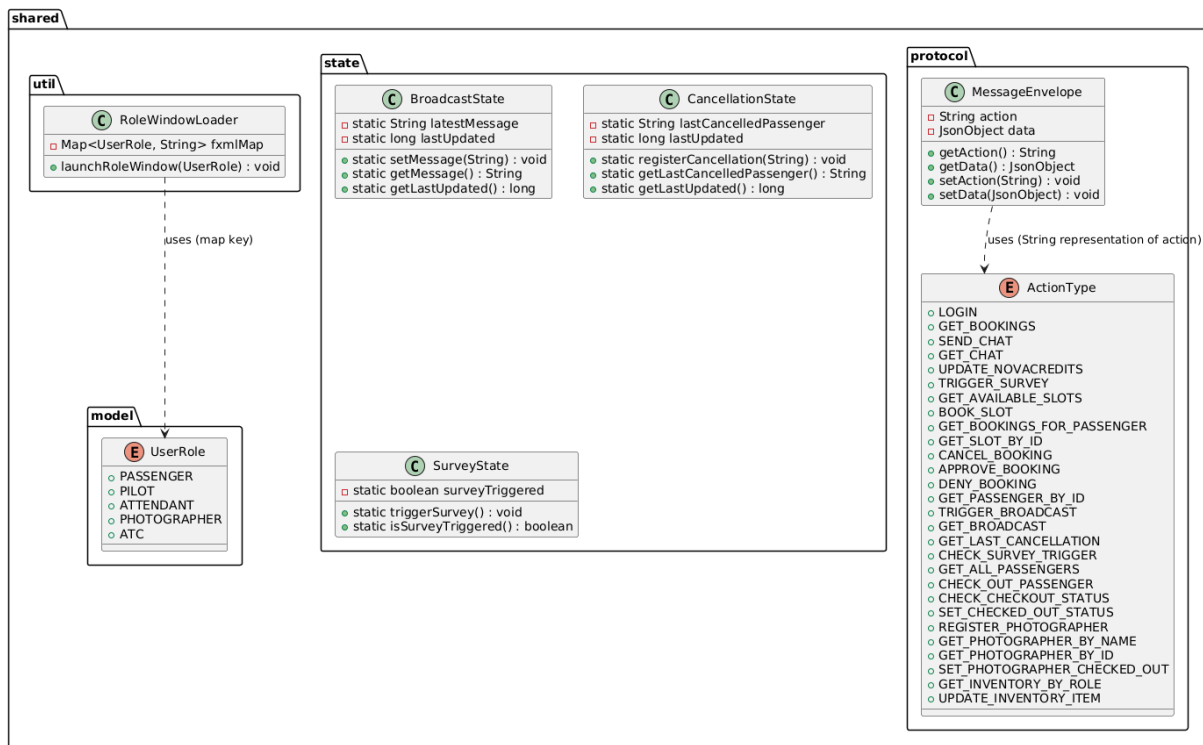 shared
util
C RoleWindowLoader
Map<UserRole, String> fxmlMap
launchRoleWindow(UserRole) : void
uses (map key)
model
E UserRole
PASSENGER
PILOT
ATTENDANT
PHOTOGRAPHER
ATC
state
C BroadcastState
static String latestMessage
static long lastUpdated
static setMessage(String) : void
static getMessage() : String
static getLastUpdated() : long
C CancellationState
static String lastCancelledPassenger
static long lastUpdated
static registerCancellation(String) : void
static getLastCancelledPassenger() : String
static getLastUpdated() : long
C SurveyState
static boolean surveyTriggered
static triggerSurvey() : void
static isSurveyTriggered() : boolean
protocol
C MessageEnvelope
String action
JsonObject data
getAction() : String
getData() : JsonObject
setAction(String) : void
setData(JsonObject) : void
uses (String representation of action)
E ActionType
LOGIN
GET_BOOKINGS
SEND_CHAT
GET_CHAT
UPDATE_NOVACREDITS
TRIGGER_SURVEY
GET_AVAILABLE_SLOTS
BOOK_SLOT
GET_BOOKINGS_FOR_PASSENGER
GET_SLOT_BY_ID
CANCEL_BOOKING
APPROVE_BOOKING
DENY_BOOKING
GET_PASSENGER_BY_ID
TRIGGER_BROADCAST
GET_BROADCAST
GET_LAST_CANCELLATION
CHECK_SURVEY_TRIGGER
GET_ALL_PASSENGERS
CHECK_OUT_PASSENGER
CHECK_CHECKOUT_STATUS
SET_CHECKED_OUT_STATUS
REGISTER_PHOTOGRAPHER
GET_PHOTOGRAPHER_BY_NAME
GET_PHOTOGRAPHER_BY_ID
SET_PHOTOGRAPHER_CHECKED_OUT
GET_INVENTORY_BY_ROLE
UPDATE_INVENTORY_ITEM